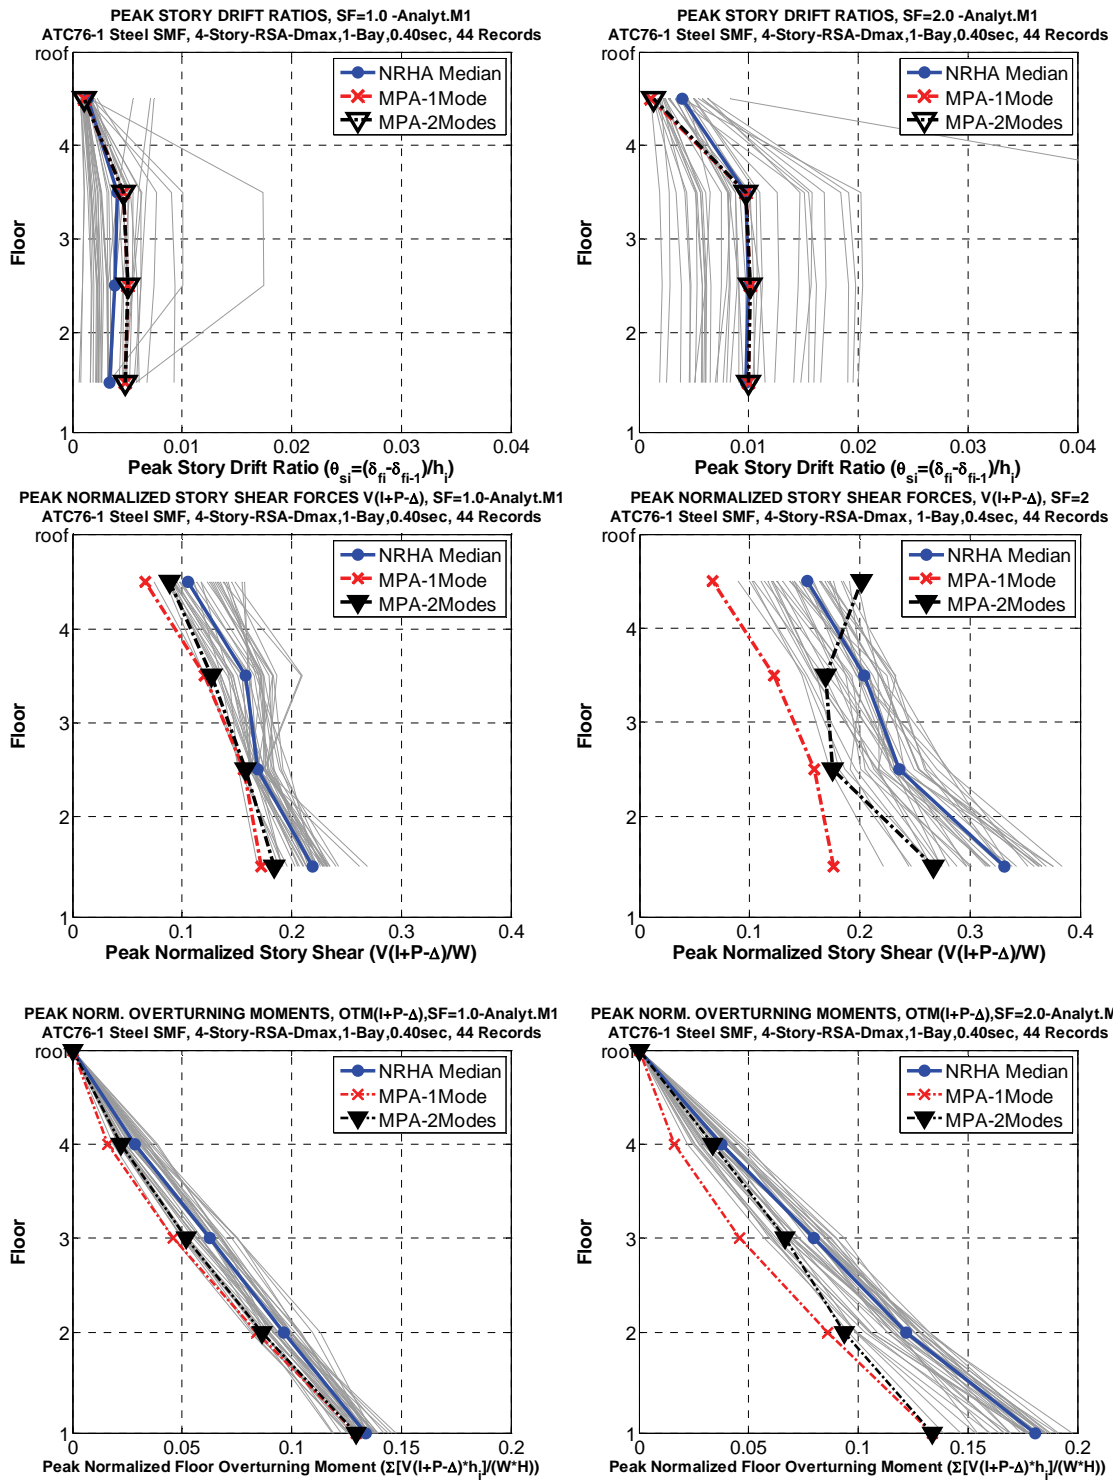 PEAK STORY DRIFT RATIOS, SF=1.0 -Analyt.M1
ATC76-1 Steel SMF, 4-Story-RSA-Dmax,1-Bay,0.40sec, 44 Records
roof
4
3
2
1
Floor
NRHA Median
MPA-1Mode
MPA-2Modes
0 0.01 0.02 0.03 0.04
Peak Story Drift Ratio (θsi=(δfi-δfi-1)/hi)
PEAK STORY DRIFT RATIOS, SF=2.0 -Analyt.M1
ATC76-1 Steel SMF, 4-Story-RSA-Dmax,1-Bay,0.40sec, 44 Records
roof
4
3
2
1
Floor
NRHA Median
MPA-1Mode
MPA-2Modes
0 0.01 0.02 0.03 0.04
Peak Story Drift Ratio (θsi=(δfi-δfi-1)/hi)
PEAK NORMALIZED STORY SHEAR FORCES V(I+P-Δ), SF=1.0-Analyt.M1
ATC76-1 Steel SMF, 4-Story-RSA-Dmax,1-Bay,0.40sec, 44 Records
roof
4
3
2
1
Floor
NRHA Median
MPA-1Mode
MPA-2Modes
0 0.1 0.2 0.3 0.4
Peak Normalized Story Shear (V(I+P-Δ)/W)
PEAK NORMALIZED STORY SHEAR FORCES, V(I+P-Δ), SF=2
ATC76-1 Steel SMF, 4-Story-RSA-Dmax, 1-Bay,0.4sec, 44 Records
roof
4
3
2
1
Floor
NRHA Median
MPA-1Mode
MPA-2Modes
0 0.1 0.2 0.3 0.4
Peak Normalized Story Shear (V(I+P-Δ)/W)
PEAK NORM. OVERTURNING MOMENTS, OTM(I+P-Δ),SF=1.0-Analyt.M1
ATC76-1 Steel SMF, 4-Story-RSA-Dmax,1-Bay,0.40sec, 44 Records
roof
4
3
2
1
Floor
NRHA Median
MPA-1Mode
MPA-2Modes
0 0.05 0.1 0.15 0.2
Peak Normalized Floor Overturning Moment (Σ[V(I+P-Δ)*hi]/(W*H))
PEAK NORM. OVERTURNING MOMENTS, OTM(I+P-Δ),SF=2.0-Analyt.M
ATC76-1 Steel SMF, 4-Story-RSA-Dmax,1-Bay,0.40sec, 44 Records
roof
4
3
2
1
Floor
NRHA Median
MPA-1Mode
MPA-2Modes
0 0.05 0.1 0.15 0.2
Peak Normalized Floor Overturning Moment (Σ[V(I+P-Δ)*hi]/(W*H))